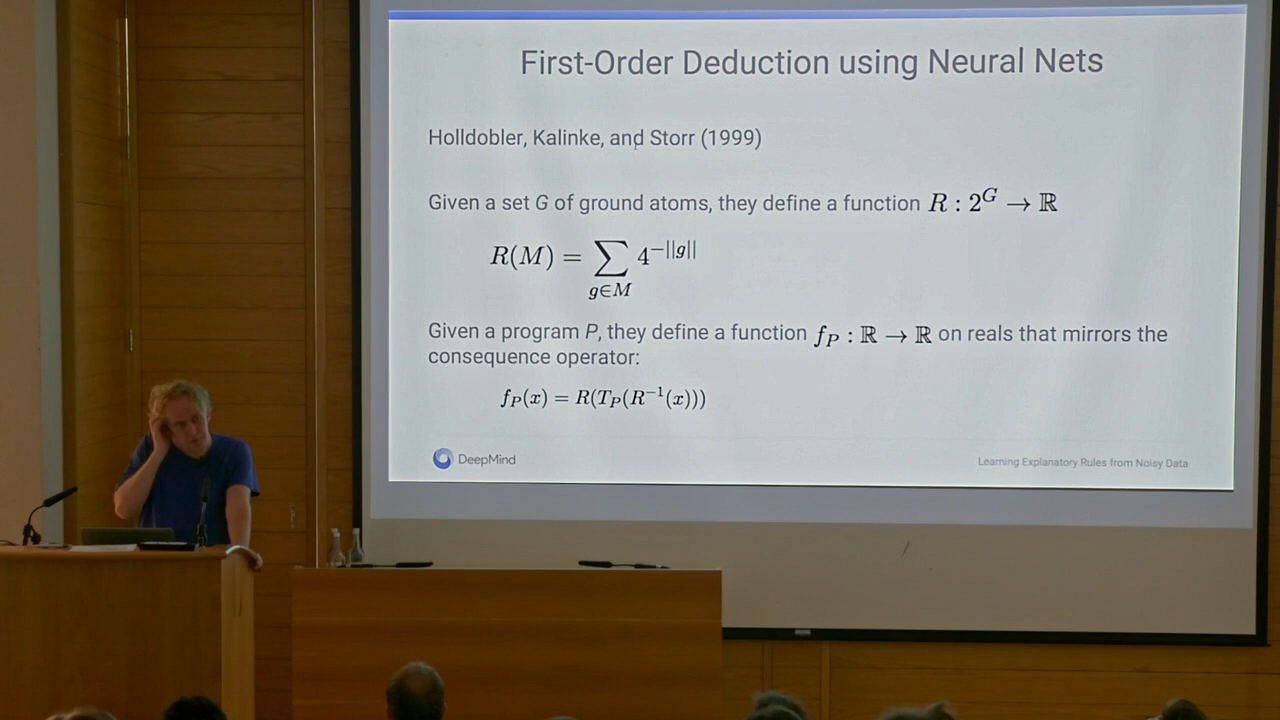 First-Order Deduction using Neural Nets
Holldobler, Kalinke, and Storr (1999)
Given a set G of ground atoms, they define a function R : 2^G → ℝ
R(M) = ∑_{g∈M} 4^{−||g||}
Given a program P, they define a function f_P : ℝ → ℝ on reals that mirrors the
consequence operator:
f_P(x) = R(T_P(R^{−1}(x)))
DeepMind
Learning Explanatory Rules from Noisy Data